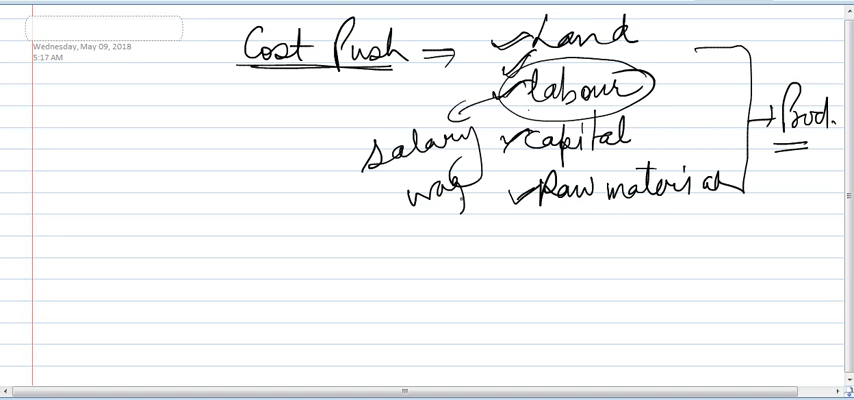 Wednesday, May 09, 2018
5:17 AM
Cost Push ⇒
Land
labour
capital
Raw material
salary
wag
→ Prod.